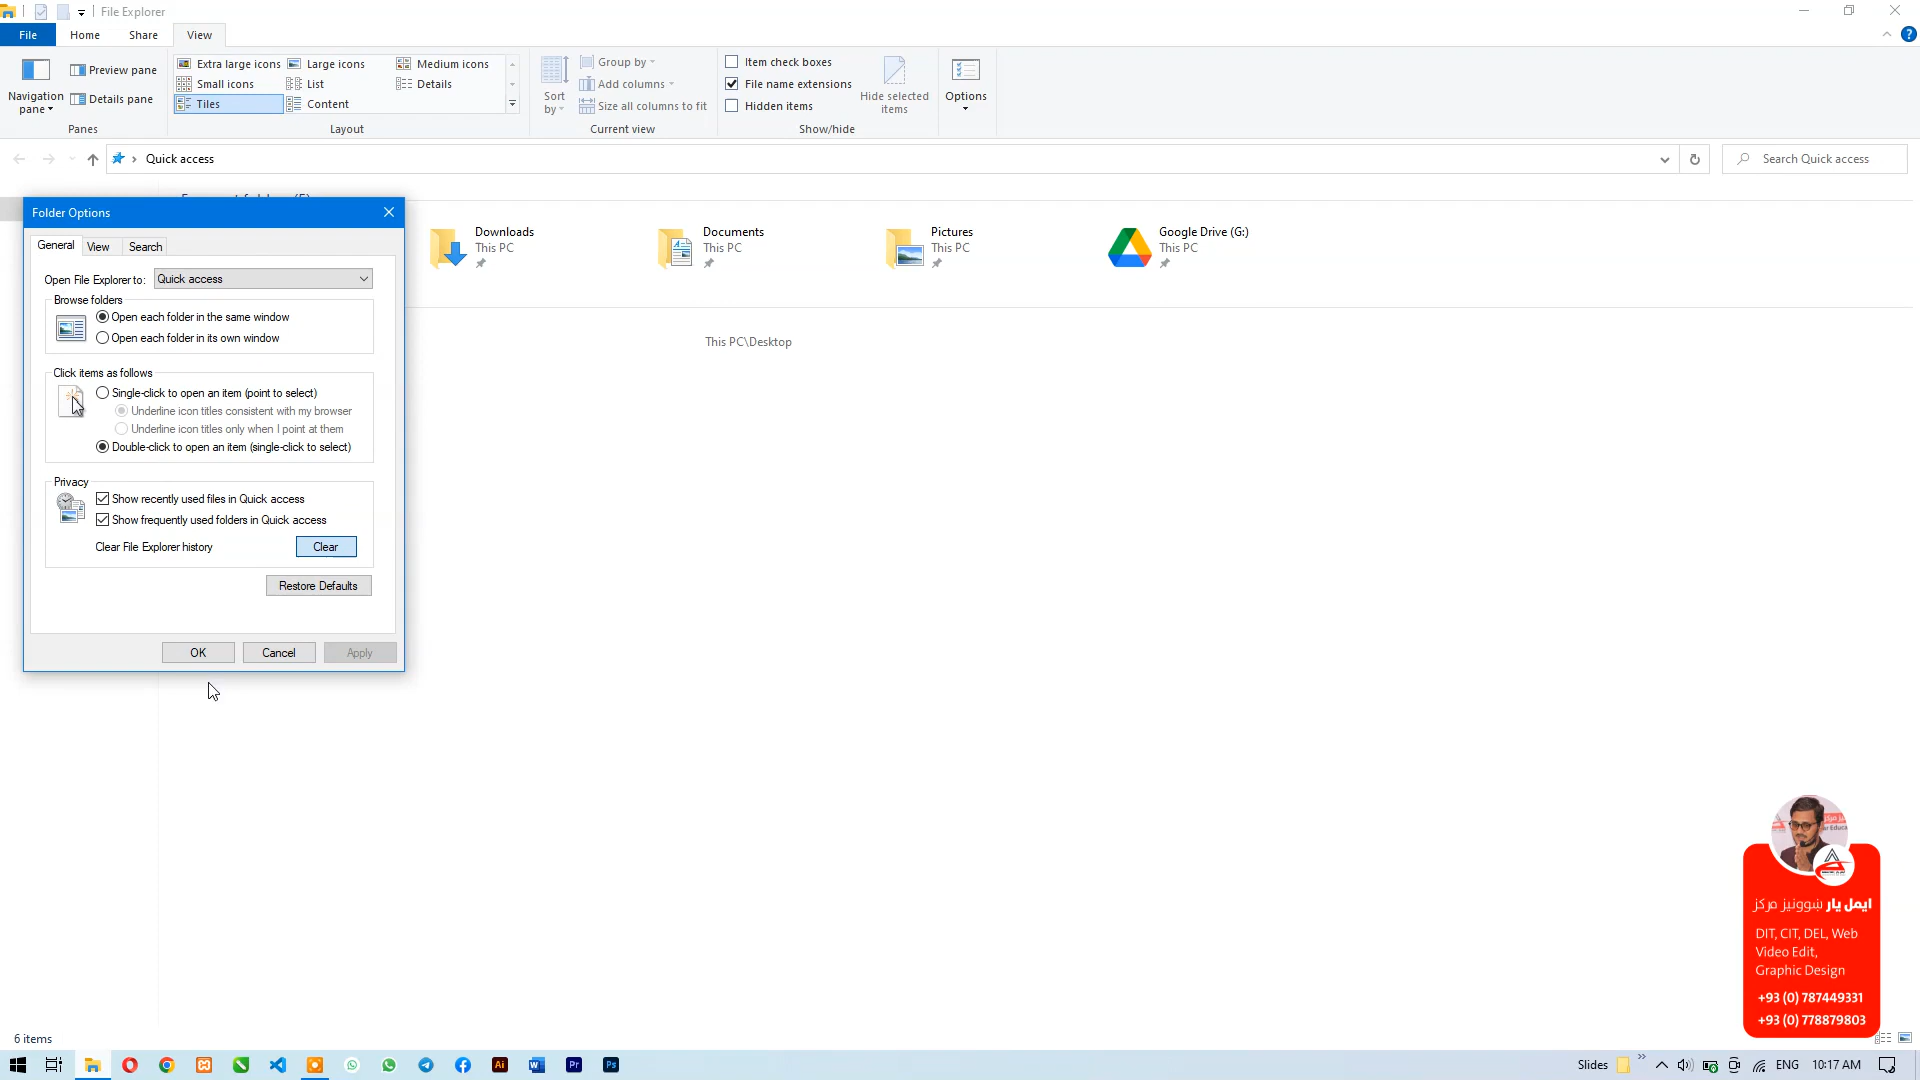 File Explorer
File
Home
Share
View
Navigation
pane
Preview pane
Details pane
Panes
Extra large icons
Large icons
Medium icons
Small icons
List
Details
Tiles
Content
Layout
Sort
by
Group by
Add columns
Size all columns to fit
Current view
Item check boxes
File name extensions
Hidden items
Hide selected
items
Show/hide
Options
Quick access
Search Quick access
Folder Options
General
View
Search
Open File Explorer to:
Quick access
Browse folders
Open each folder in the same window
Open each folder in its own window
Click items as follows
Single-click to open an item (point to select)
Underline icon titles consistent with my browser
Underline icon titles only when I point at them
Double-click to open an item (single-click to select)
Privacy
Show recently used files in Quick access
Show frequently used folders in Quick access
Clear File Explorer history
Clear
Restore Defaults
OK
Cancel
Apply
Downloads
This PC
Documents
This PC
Pictures
This PC
Google Drive (G:)
This PC
This PC\Desktop
ایمل یار ښوونیز مرکز
DIT, CIT, DEL, Web
Video Edit,
Graphic Design
+93 (0) 787449331
+93 (0) 778879803
6 items
Slides
ENG
10:17 AM